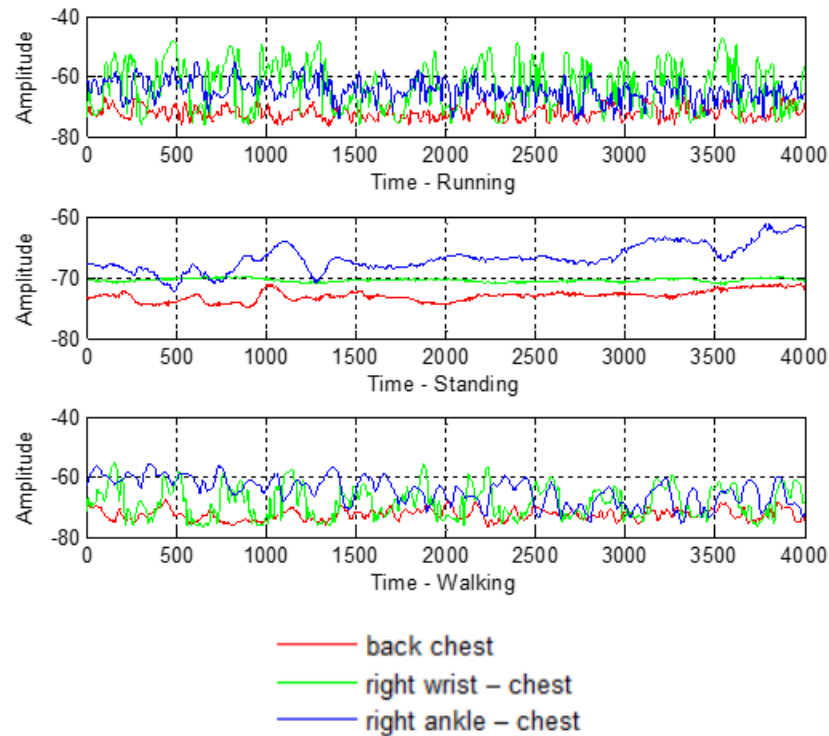 -40
-60
-80
Amplitude
0 500 1000 1500 2000 2500 3000 3500 4000
Time - Running
-60
-70
-80
Amplitude
0 500 1000 1500 2000 2500 3000 3500 4000
Time - Standing
-40
-60
-80
Amplitude
0 500 1000 1500 2000 2500 3000 3500 4000
Time - Walking
back chest
right wrist – chest
right ankle – chest